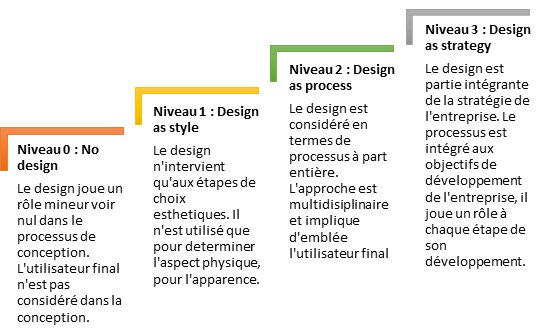 Niveau 0 : No
design
Le design joue un
rôle mineur voir
nul dans le
processus de
conception.
L'utilisateur final
n'est pas
considéré dans la
conception.
Niveau 1 : Design
as style
Le design
n'intervient
qu'aux étapes de
choix
esthetiques. Il
n'est utilisé que
pour determiner
l'aspect physique,
pour l'apparence.
Niveau 2 : Design
as process
Le design est
considéré en
termes de
processus à part
entière.
L'approche est
multidisiplinaire
et implique
d'emblée
l'utilisateur final
Niveau 3 : Design
as strategy
Le design est
partie intégrante
de la stratégie de
l'entreprise. Le
processus est
intégré aux
objectifs de
développement
de l'entreprise, il
joue un rôle à
chaque étape de
son
développement.